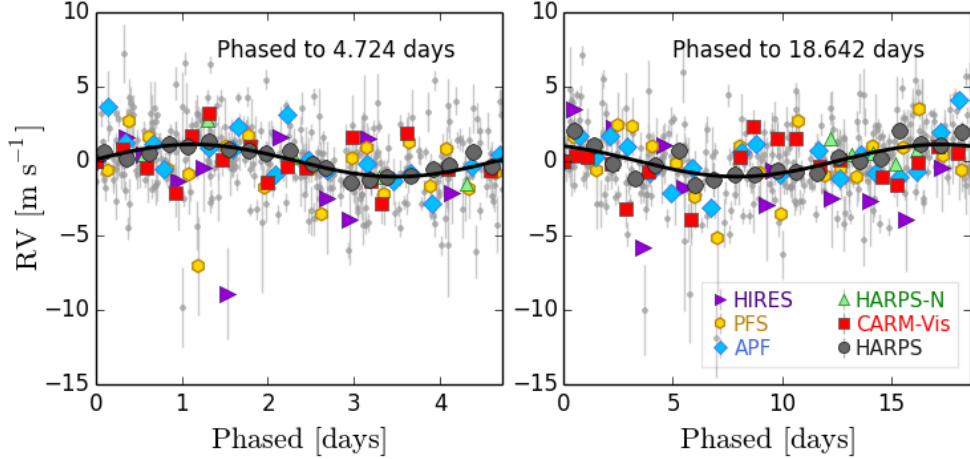 Phased to 4.724 days
Phased to 18.642 days
RV [m s⁻¹]
10
5
0
−5
−10
−15
0
1
2
3
4
Phased [days]
10
5
0
−5
−10
−15
0
5
10
15
Phased [days]
HIRES
PFS
APF
HARPS-N
CARM-Vis
HARPS